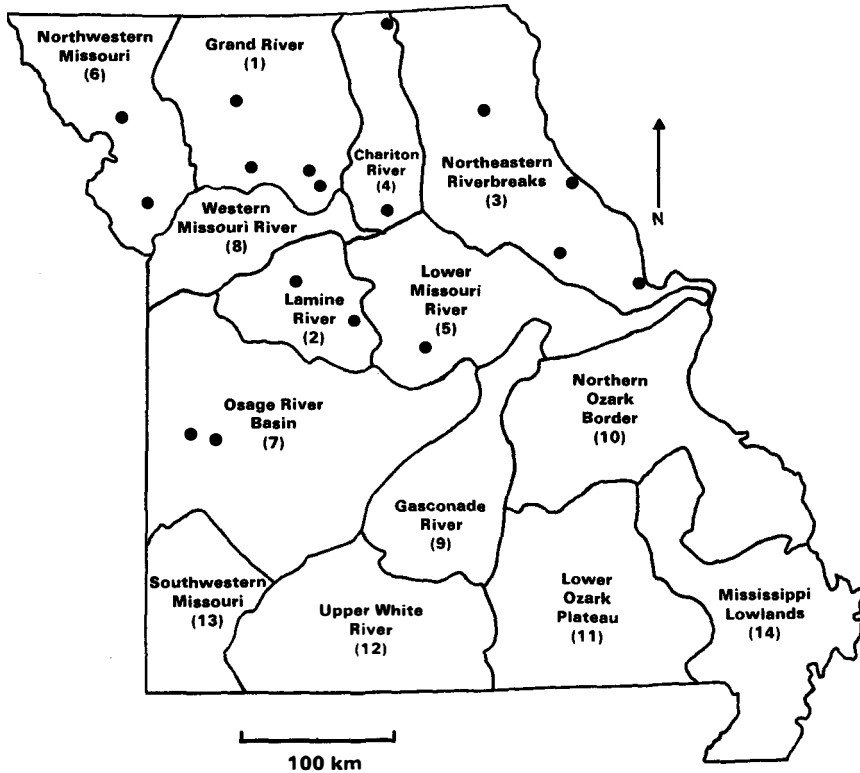 Northwestern
Missouri
(6)
Grand River
(1)
Chariton
River
(4)
Northeastern
Riverbreaks
(3)
N
Western
Missouri River
(8)
Lamine
River
(2)
Lower
Missouri
River
(5)
Osage River
Basin
(7)
Northern
Ozark
Border
(10)
Gasconade
River
(9)
Southwestern
Missouri
(13)
Upper White
River
(12)
Lower
Ozark
Plateau
(11)
Mississippi
Lowlands
(14)
100 km